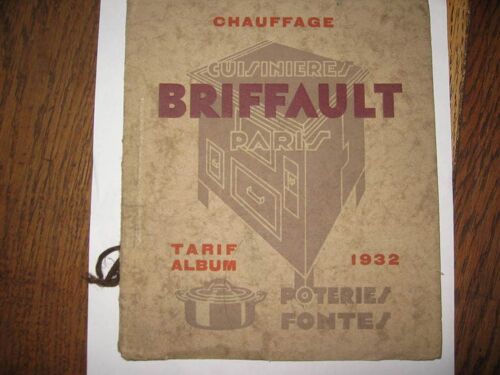 CHAUFFAGE
CUISINIERES
BRIFFAULT
PARIS
TARIF
ALBUM
1932
POTERIES
FONTES